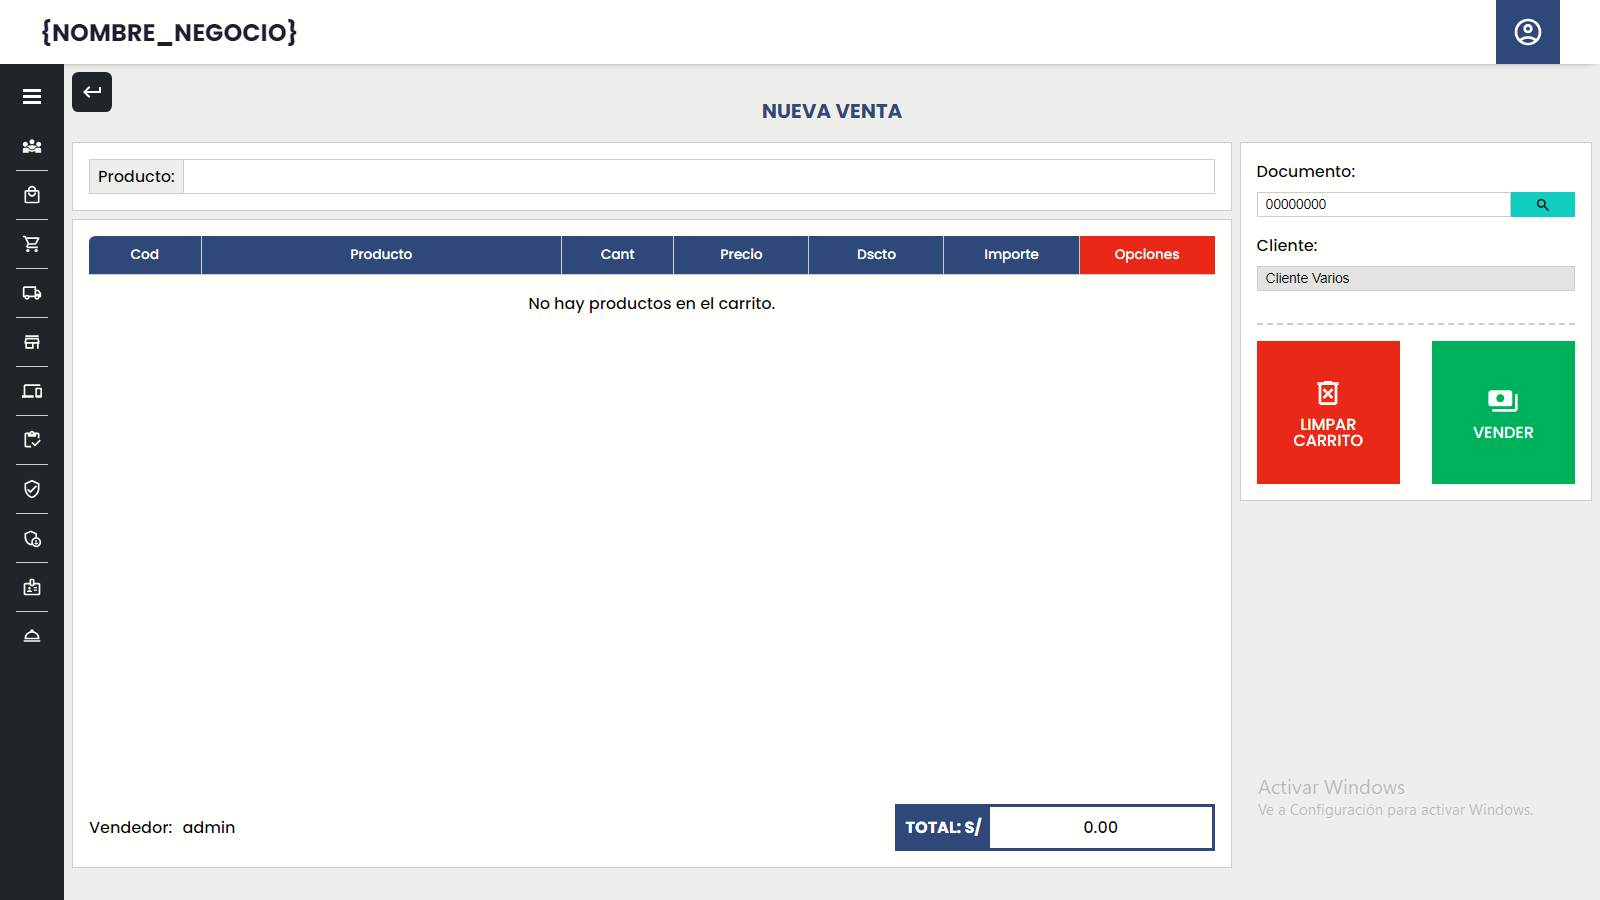 {NOMBRE_NEGOCIO}
NUEVA VENTA
Producto:
Cod Producto Cant Precio Dscto Importe Opciones
No hay productos en el carrito.
Vendedor: admin
TOTAL: S/ 0.00
Documento:
00000000
Cliente:
Cliente Varios
LIMPAR
CARRITO
VENDER
Activar Windows
Ve a Configuración para activar Windows.